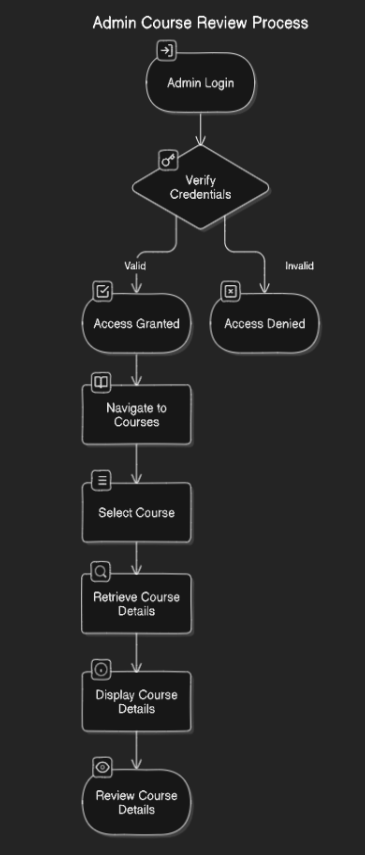 Admin Course Review Process
Admin Login
Verify
Credentials
Valid
Invalid
Access Granted
Access Denied
Navigate to
Courses
Select Course
Retrieve Course
Details
Display Course
Details
Review Course
Details